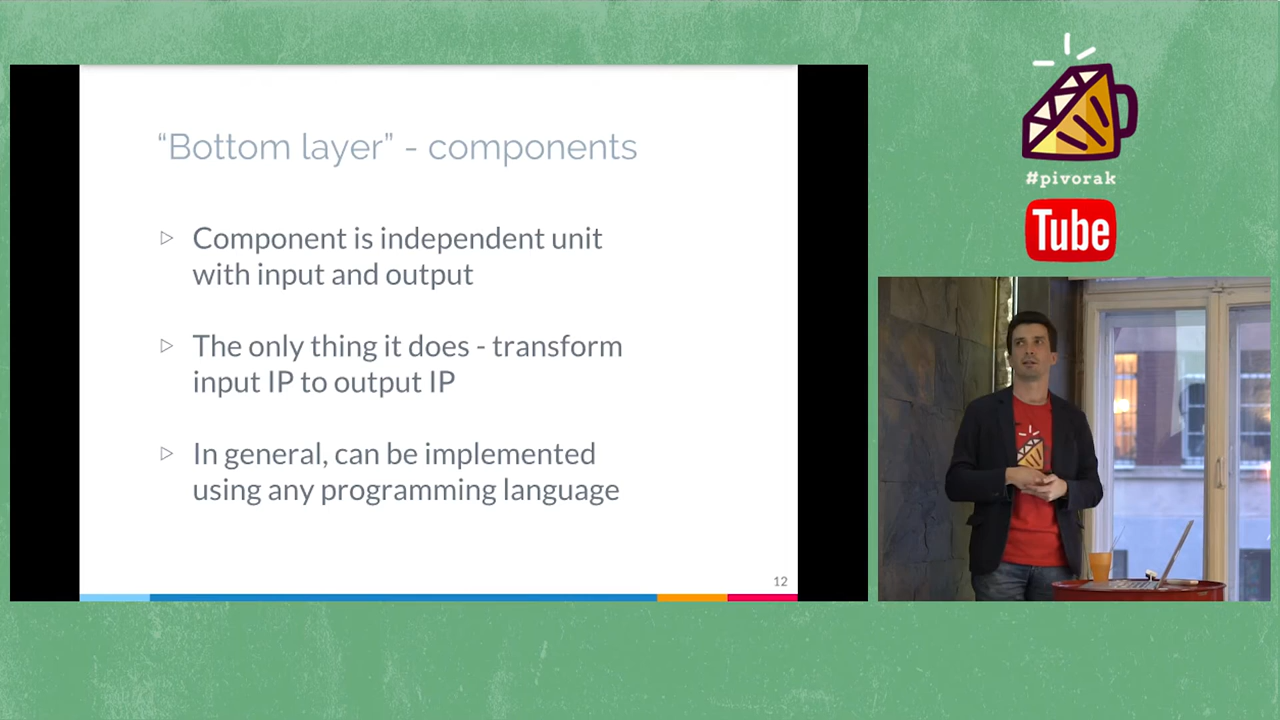 “Bottom layer” - components
Component is independent unit
with input and output
The only thing it does - transform
input IP to output IP
In general, can be implemented
using any programming language
12
#pivorak
Tube